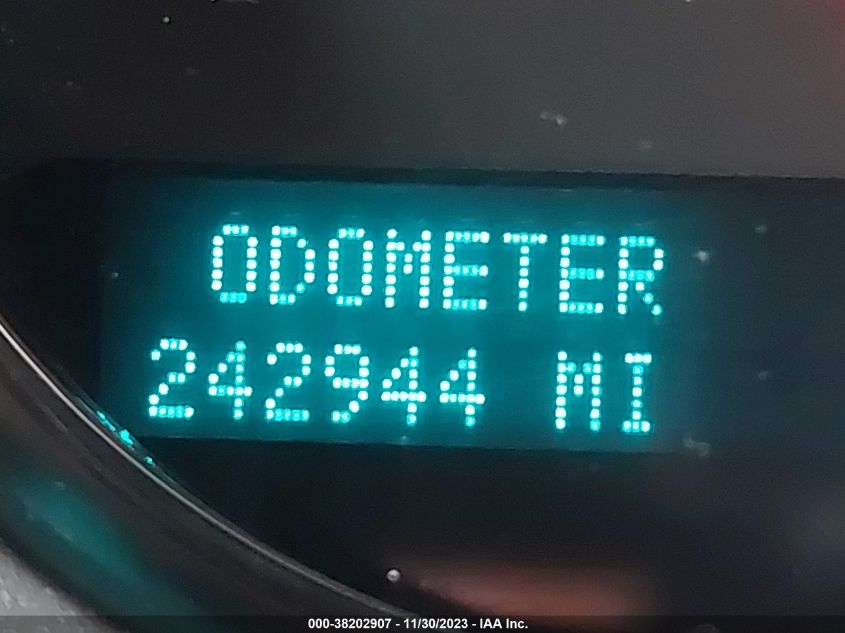 ODOMETER
242944 MI
000-38202907 - 11/30/2023 - IAA Inc.